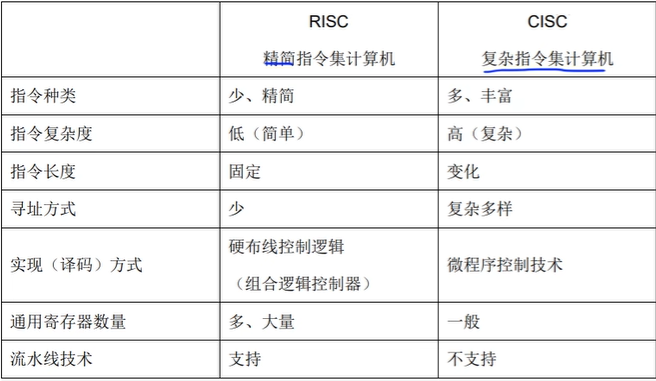 RISC
精简指令集计算机
CISC
复杂指令集计算机
指令种类
少、精简
多、丰富
指令复杂度
低（简单）
高（复杂）
指令长度
固定
变化
寻址方式
少
复杂多样
实现（译码）方式
硬布线控制逻辑
（组合逻辑控制器）
微程序控制技术
通用寄存器数量
多、大量
一般
流水线技术
支持
不支持